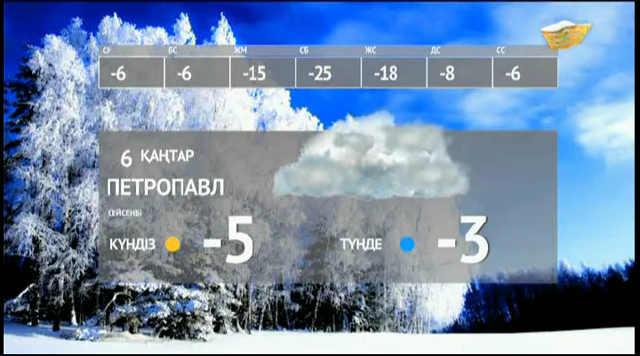 СР БС ЖМ СБ ЖС ДС СС
-6 -6 -15 -25 -18 -8 -6
6 ҚАҢТАР
ПЕТРОПАВЛ
СЕЙСЕНБІ
КҮНДІЗ -5 ТҮНДЕ -3